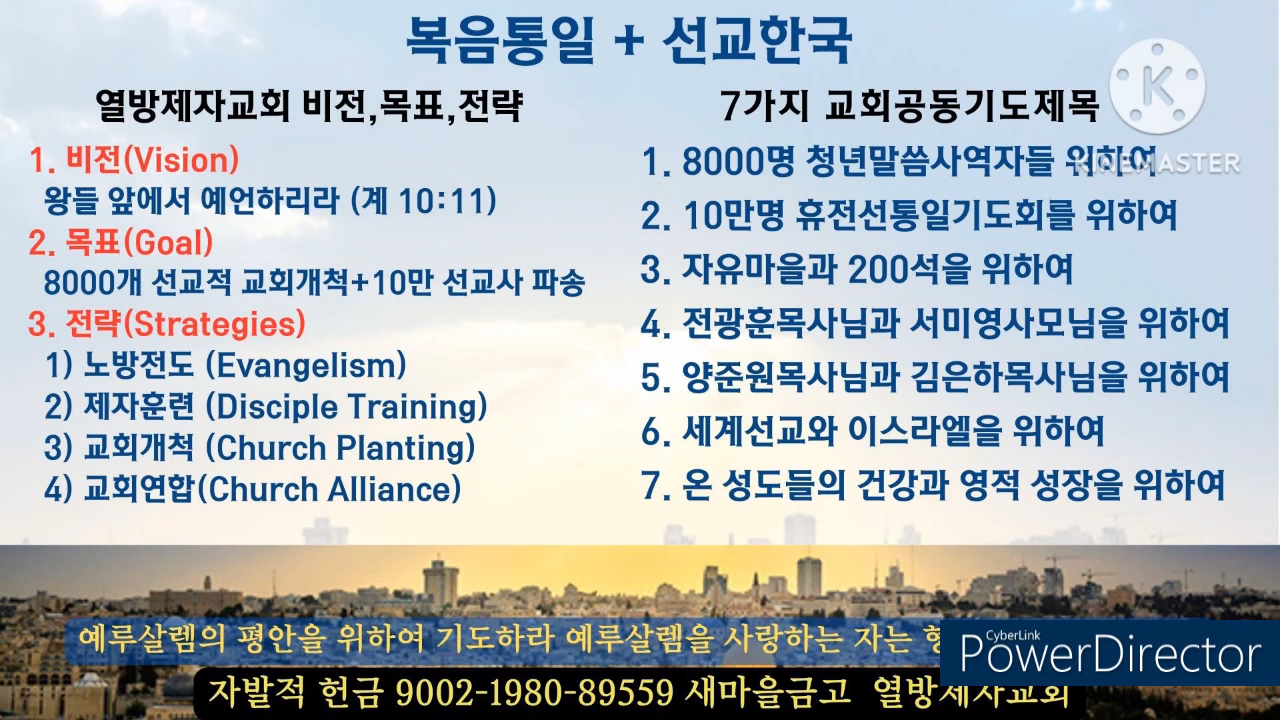 복음통일 + 선교한국
열방제자교회 비전,목표,전략
1. 비전(Vision)
왕들 앞에서 예언하리라 (계 10:11)
2. 목표(Goal)
8000개 선교적 교회개척+10만 선교사 파송
3. 전략(Strategies)
1) 노방전도 (Evangelism)
2) 제자훈련 (Disciple Training)
3) 교회개척 (Church Planting)
4) 교회연합(Church Alliance)
7가지 교회공동기도제목
1. 8000명 청년말씀사역자들 위하여
2. 10만명 휴전선통일기도회를 위하여
3. 자유마을과 200석을 위하여
4. 전광훈목사님과 서미영사모님을 위하여
5. 양준원목사님과 김은하목사님을 위하여
6. 세계선교와 이스라엘을 위하여
7. 온 성도들의 건강과 영적 성장을 위하여
K
KINEMASTER
예루살렘의 평안을 위하여 기도하라 예루살렘을 사랑하는 자는
CyberLink
PowerDirector
자발적 헌금 9002-1980-89559 새마을금고 열방제자교회